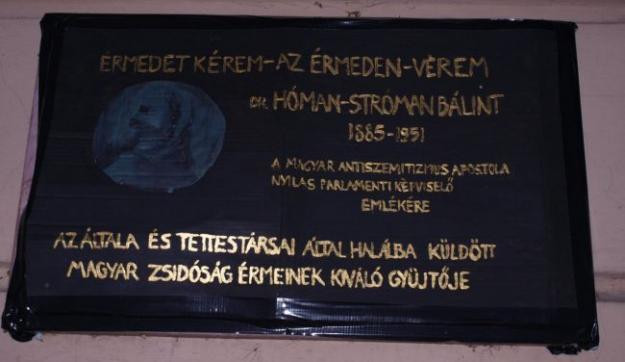 ÉRMEDET KÉREM-AZ ÉRMEDEN-VÉREM
DR. HÓMAN-STRÓMAN BÁLINT
1885-1951
A MAGYAR ANTISZEMITIZMUS APOSTOLA
NYILAS PARLAMENTI KÉPVISELŐ
EMLÉKÉRE
AZ ÁLTALA ÉS TETTESTÁRSAI ÁLTAL HALÁLBA KÜLDÖTT
MAGYAR ZSIDÓSÁG ÉRMEINEK KIVÁLÓ GYÜJTŐJE